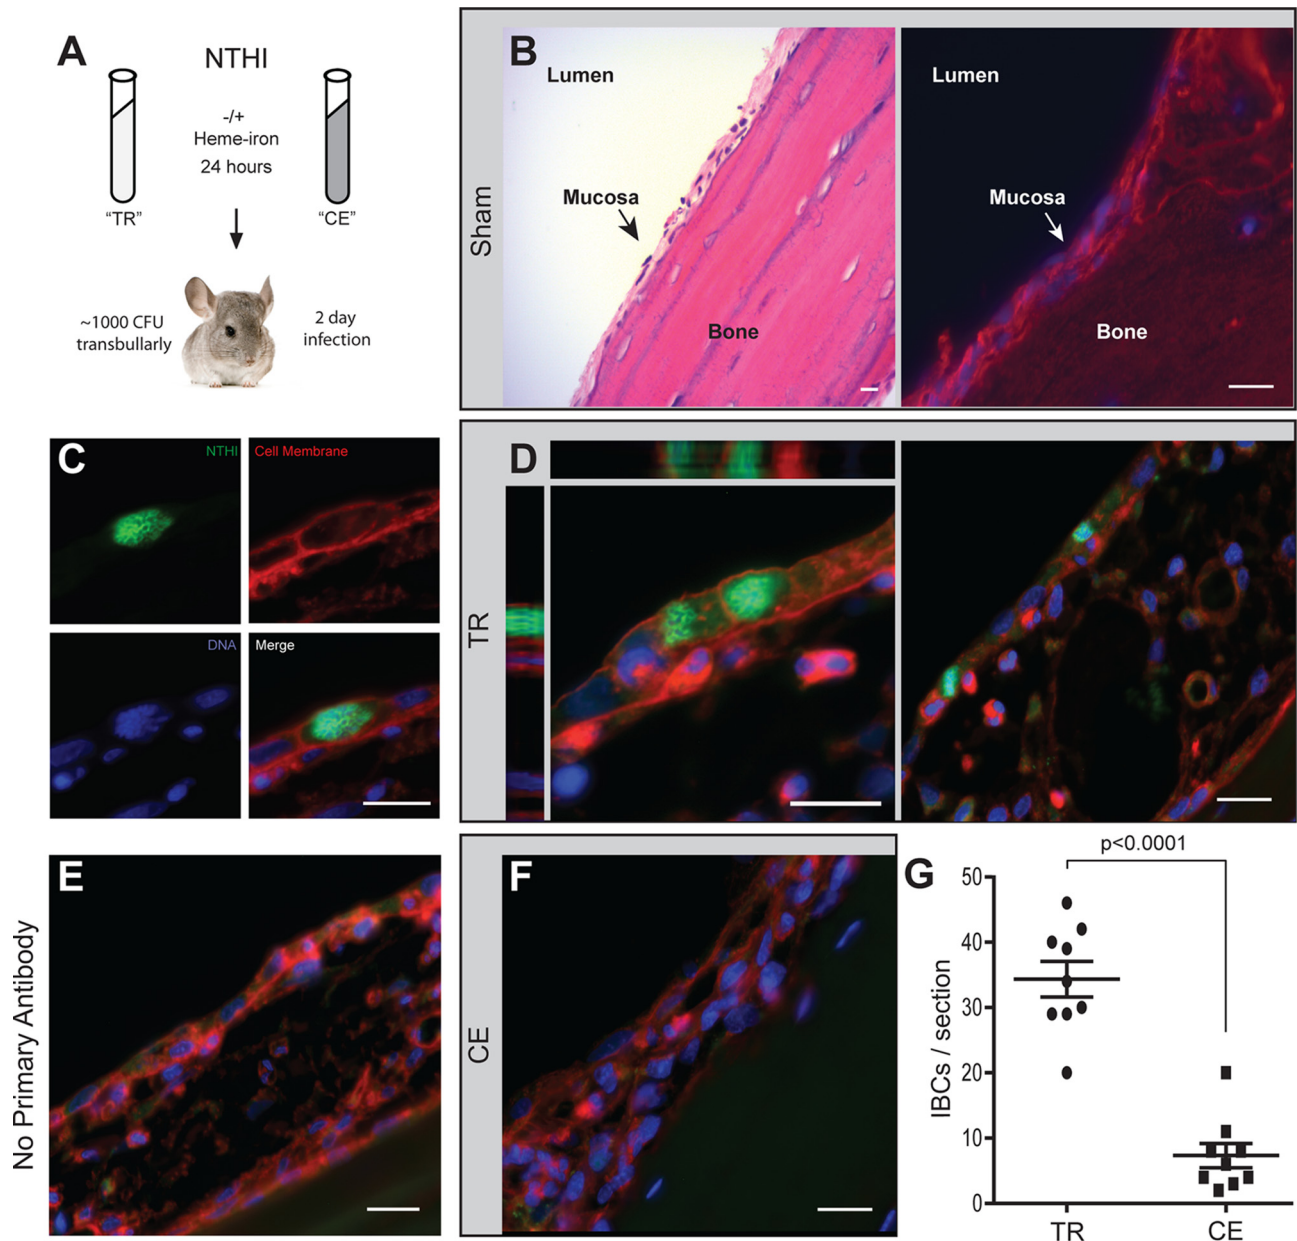 A
NTHI
-/+
Heme-iron
24 hours
“TR”
“CE”
~1000 CFU
transbullarly
2 day
infection
Sham
B
Lumen
Mucosa
Bone
Lumen
Mucosa
Bone
C
NTHI
Cell Membrane
DNA
Merge
TR
D
No Primary Antibody
E
CE
F
G
p<0.0001
IBCs / section
50
40
30
20
10
0
TR
CE